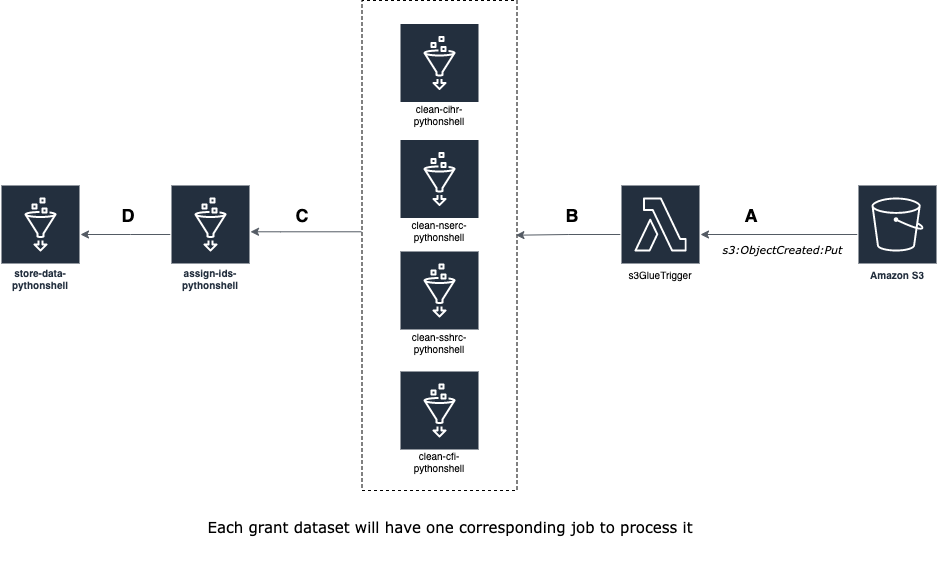 clean-cihr-
pythonshell
clean-nserc-
pythonshell
D
C
B
A
s3:ObjectCreated:Put
store-data-
pythonshell
assign-ids-
pythonshell
s3GlueTrigger
Amazon S3
clean-sshrc-
pythonshell
clean-cfi-
pythonshell
Each grant dataset will have one corresponding job to process it